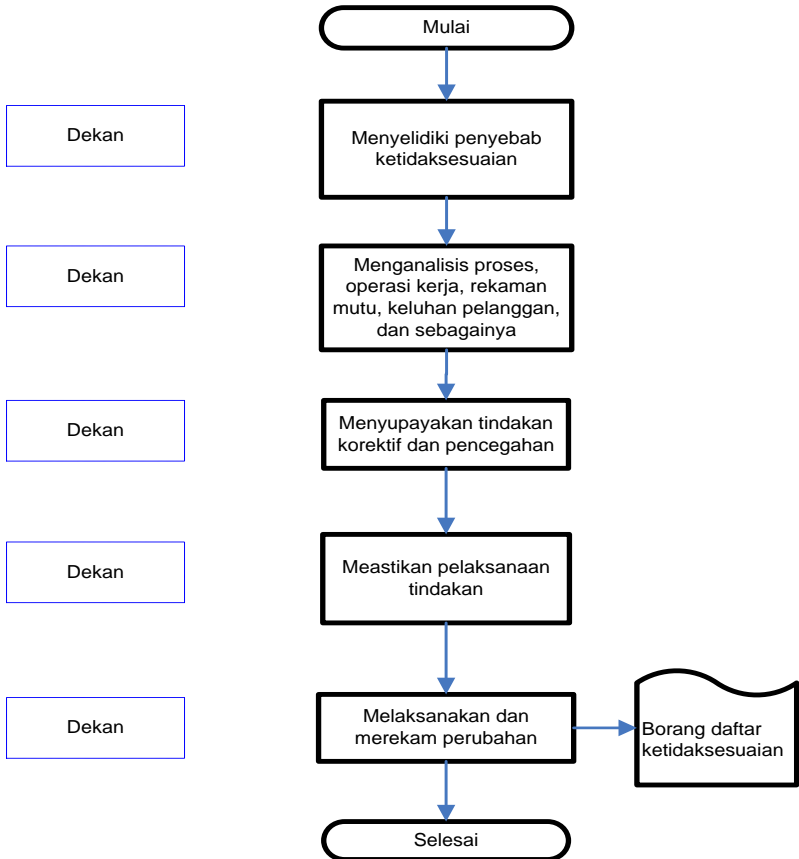 Mulai
Dekan
Menyelidiki penyebab
ketidaksesuaian
Dekan
Menganalisis proses,
operasi kerja, rekaman
mutu, keluhan pelanggan,
dan sebagainya
Dekan
Menyupayakan tindakan
korektif dan pencegahan
Dekan
Meastikan pelaksanaan
tindakan
Dekan
Melaksanakan dan
merekam perubahan
Borang daftar
ketidaksesuaian
Selesai